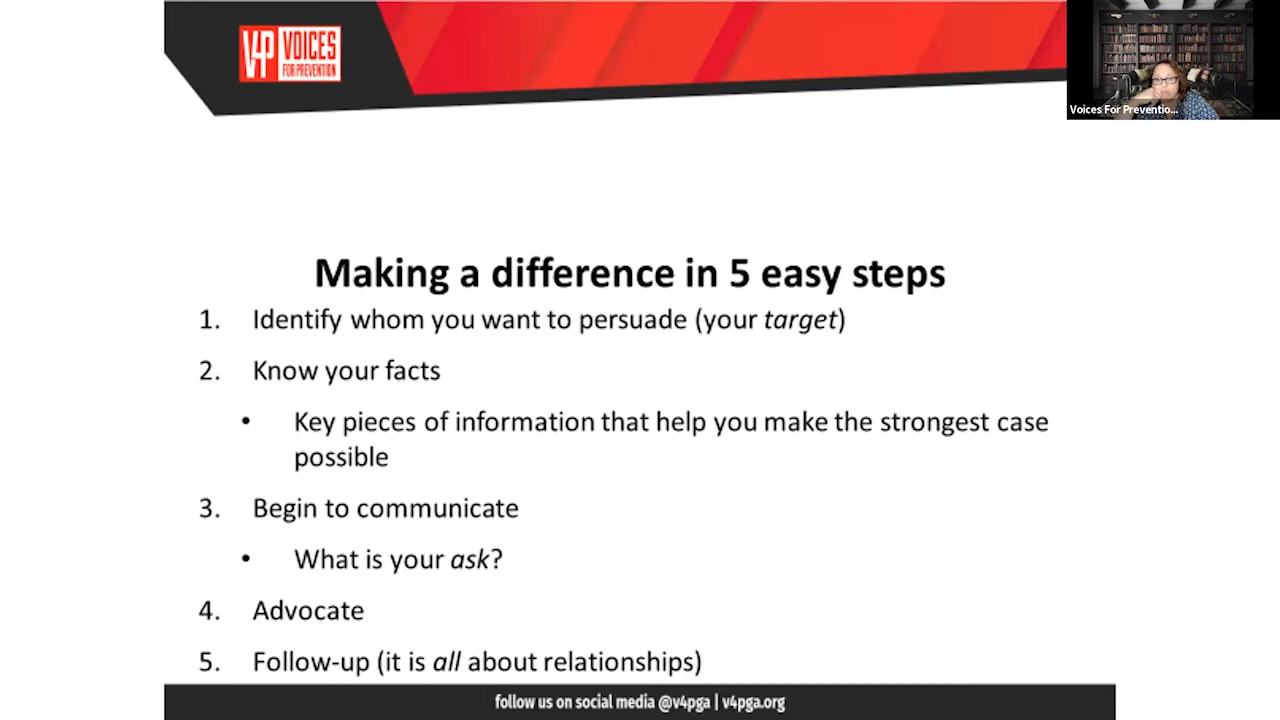 V4P VOICES
FOR PREVENTION
Voices For Preventio...
Making a difference in 5 easy steps
1. Identify whom you want to persuade (your target)
2. Know your facts
• Key pieces of information that help you make the strongest case
possible
3. Begin to communicate
• What is your ask?
4. Advocate
5. Follow-up (it is all about relationships)
follow us on social media @v4pga | v4pga.org